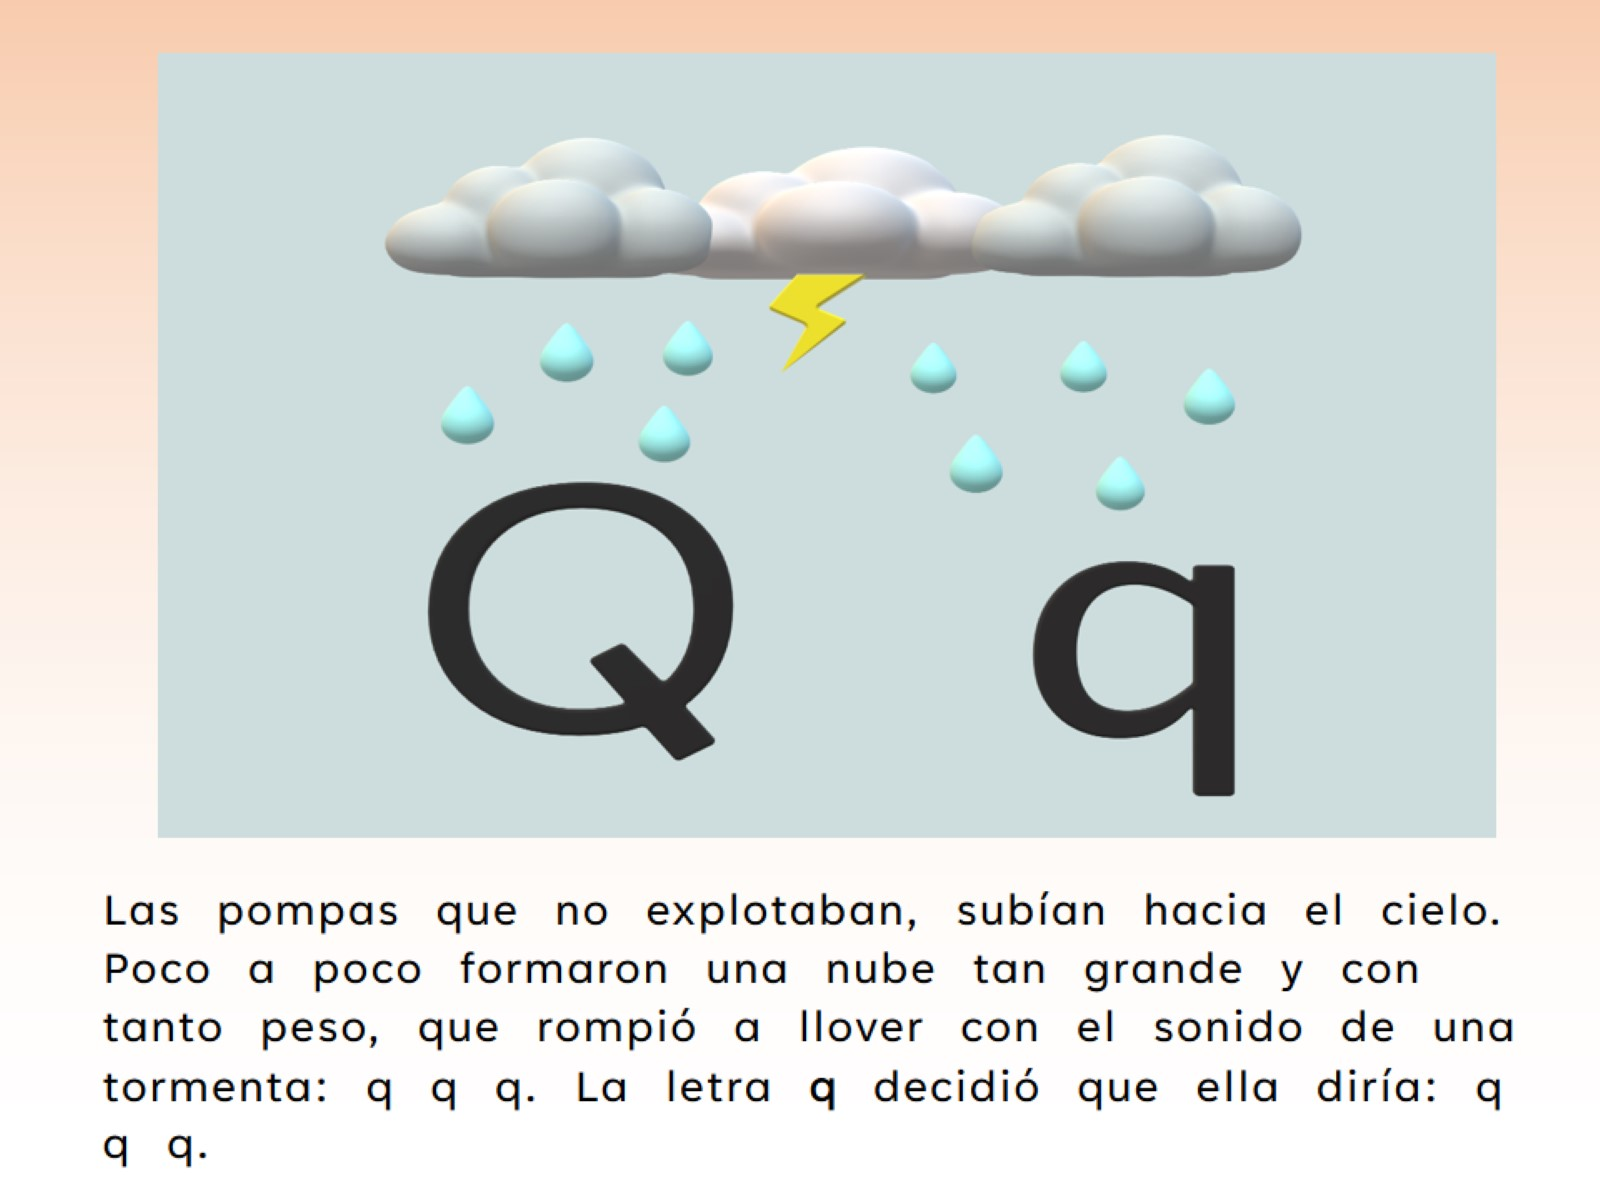 Q q
Las pompas que no explotaban, subían hacia el cielo.
Poco a poco formaron una nube tan grande y con
tanto peso, que rompió a llover con el sonido de una
tormenta: q q q. La letra q decidió que ella diría: q
q q.